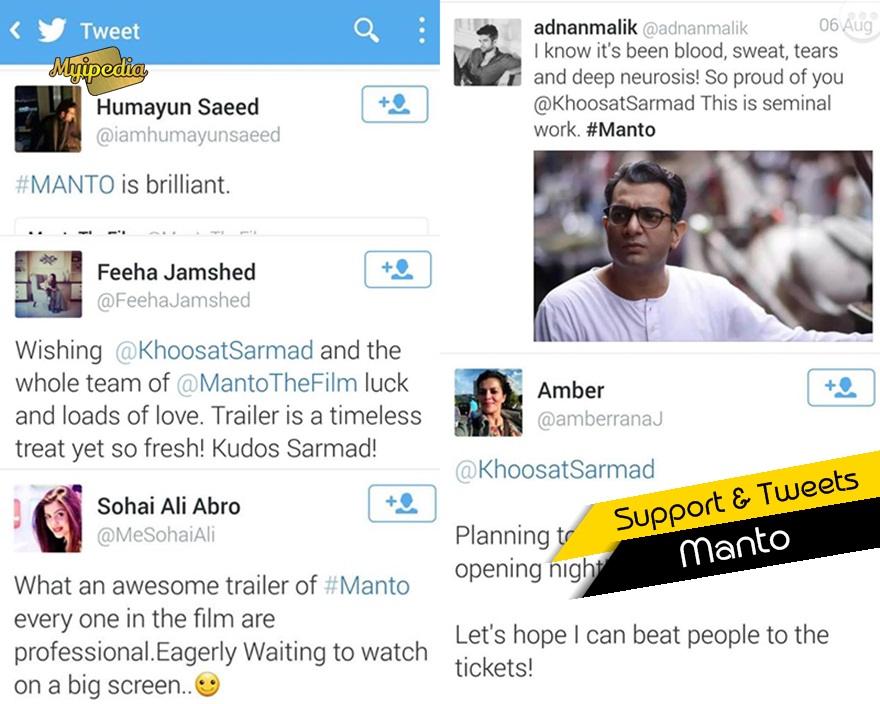 Tweet
Myipedia
Humayun Saeed
@iamhumayunsaeed
#MANTO is brilliant.
Feeha Jamshed
@FeehaJamshed
Wishing @KhoosatSarmad and the
whole team of @MantoTheFilm luck
and loads of love. Trailer is a timeless
treat yet so fresh! Kudos Sarmad!
Sohai Ali Abro
@MeSohaiAli
What an awesome trailer of #Manto
every one in the film are
professional.Eagerly Waiting to watch
on a big screen..🙂
adnanmalik @adnanmalik 06 Aug
I know it's been blood, sweat, tears
and deep neurosis! So proud of you
@KhoosatSarmad This is seminal
work. #Manto
Amber
@amberranaJ
@KhoosatSarmad
Planning
opening night
Let's hope I can beat people to the
tickets!
Support & Tweets
Manto